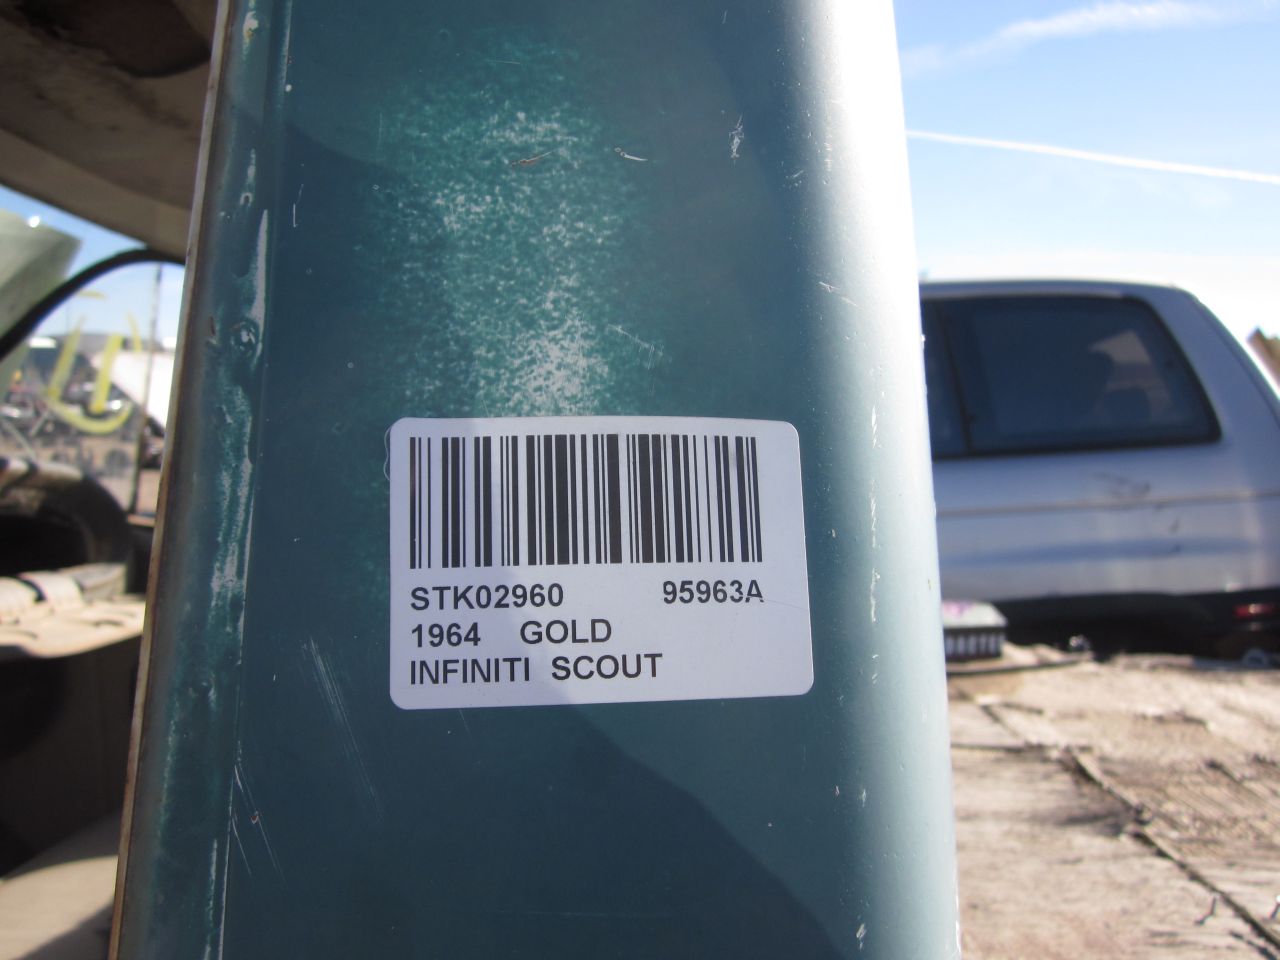 STK02960 95963A
1964 GOLD
INFINITI SCOUT